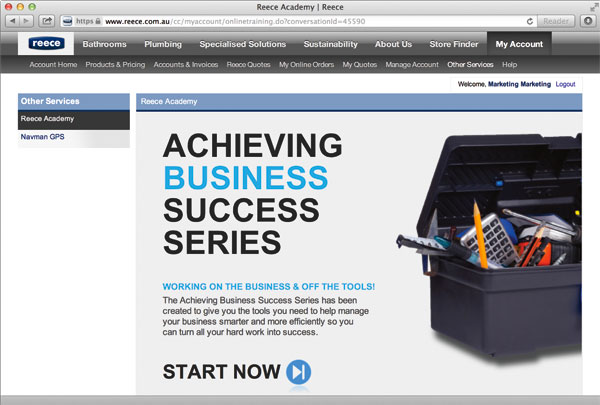 Reece Academy | Reece
https www.reece.com.au/cc/myaccount/onlinetraining.do?conversationId=45590 Reader
reece Bathrooms Plumbing Specialised Solutions Sustainability About Us Store Finder My Account
Account Home Products & Pricing Accounts & Invoices Reece Quotes My Online Orders My Quotes Manage Account Other Services Help
Welcome, Marketing Marketing Logout
Other Services
Reece Academy
Navman GPS
Reece Academy
ACHIEVING
BUSINESS
SUCCESS
SERIES
WORKING ON THE BUSINESS & OFF THE TOOLS!
The Achieving Business Success Series has been
created to give you the tools you need to help manage
your business smarter and more efficiently so you
can turn all your hard work into success.
START NOW